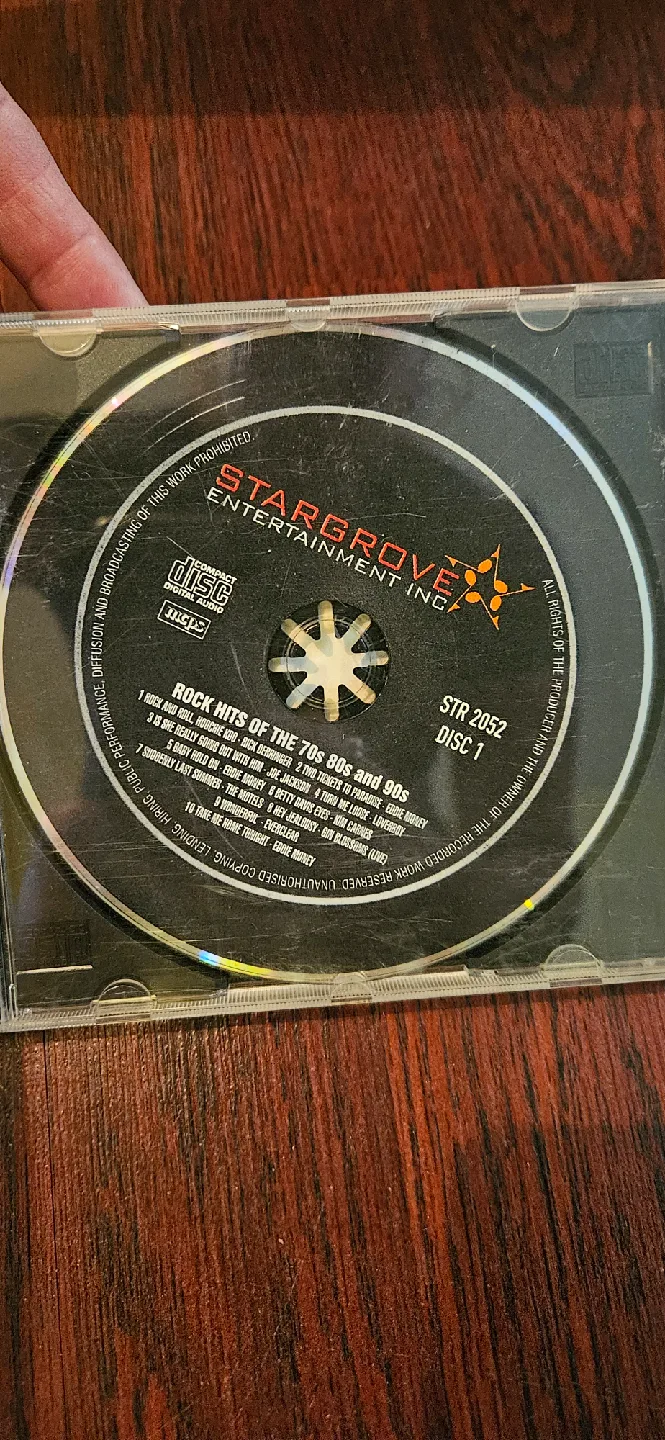 STARGROVE
ENTERTAINMENT INC
COMPACT
disc
DIGITAL AUDIO
mcps
STR 2052
DISC 1
ROCK HITS OF THE 70s 80s and 90s
1 ROCK AND ROLL HOOCHIE KOO - RICK DERRINGER 2 TWO TICKETS TO PARADISE - EDDIE MONEY
3 IS SHE REALLY GOING OUT WITH HIM - JOE JACKSON 4 TURN ME LOOSE - LOVERBOY
5 BABY HOLD ON - EDDIE MONEY 6 BETTY DAVIS EYES - KIM CARNES
7 SUDDENLY LAST SUMMER - THE MOTELS 8 HEY JEALOUSY - GIN BLOSSOMS (LIVE)
9 WONDERFUL - EVERCLEAR
10 TAKE ME HOME TONIGHT - EDDIE MONEY
ALL RIGHTS OF THE PRODUCER AND THE OWNER OF THE RECORDED WORK RESERVED. UNAUTHORISED COPYING, LENDING, HIRING, PUBLIC PERFORMANCE, DIFFUSION AND BROADCASTING OF THIS WORK PROHIBITED.